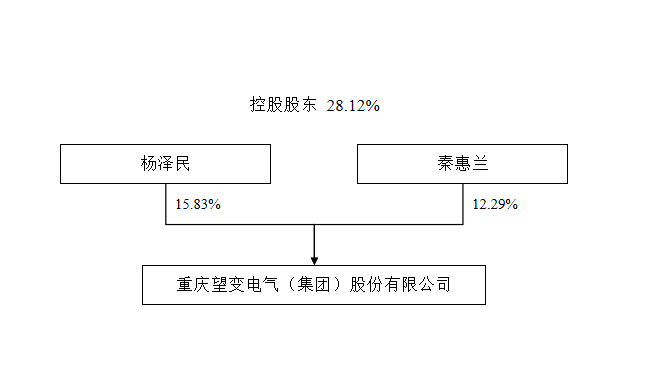 控股股东 28.12%
杨泽民
秦惠兰
15.83%
12.29%
重庆望变电气（集团）股份有限公司